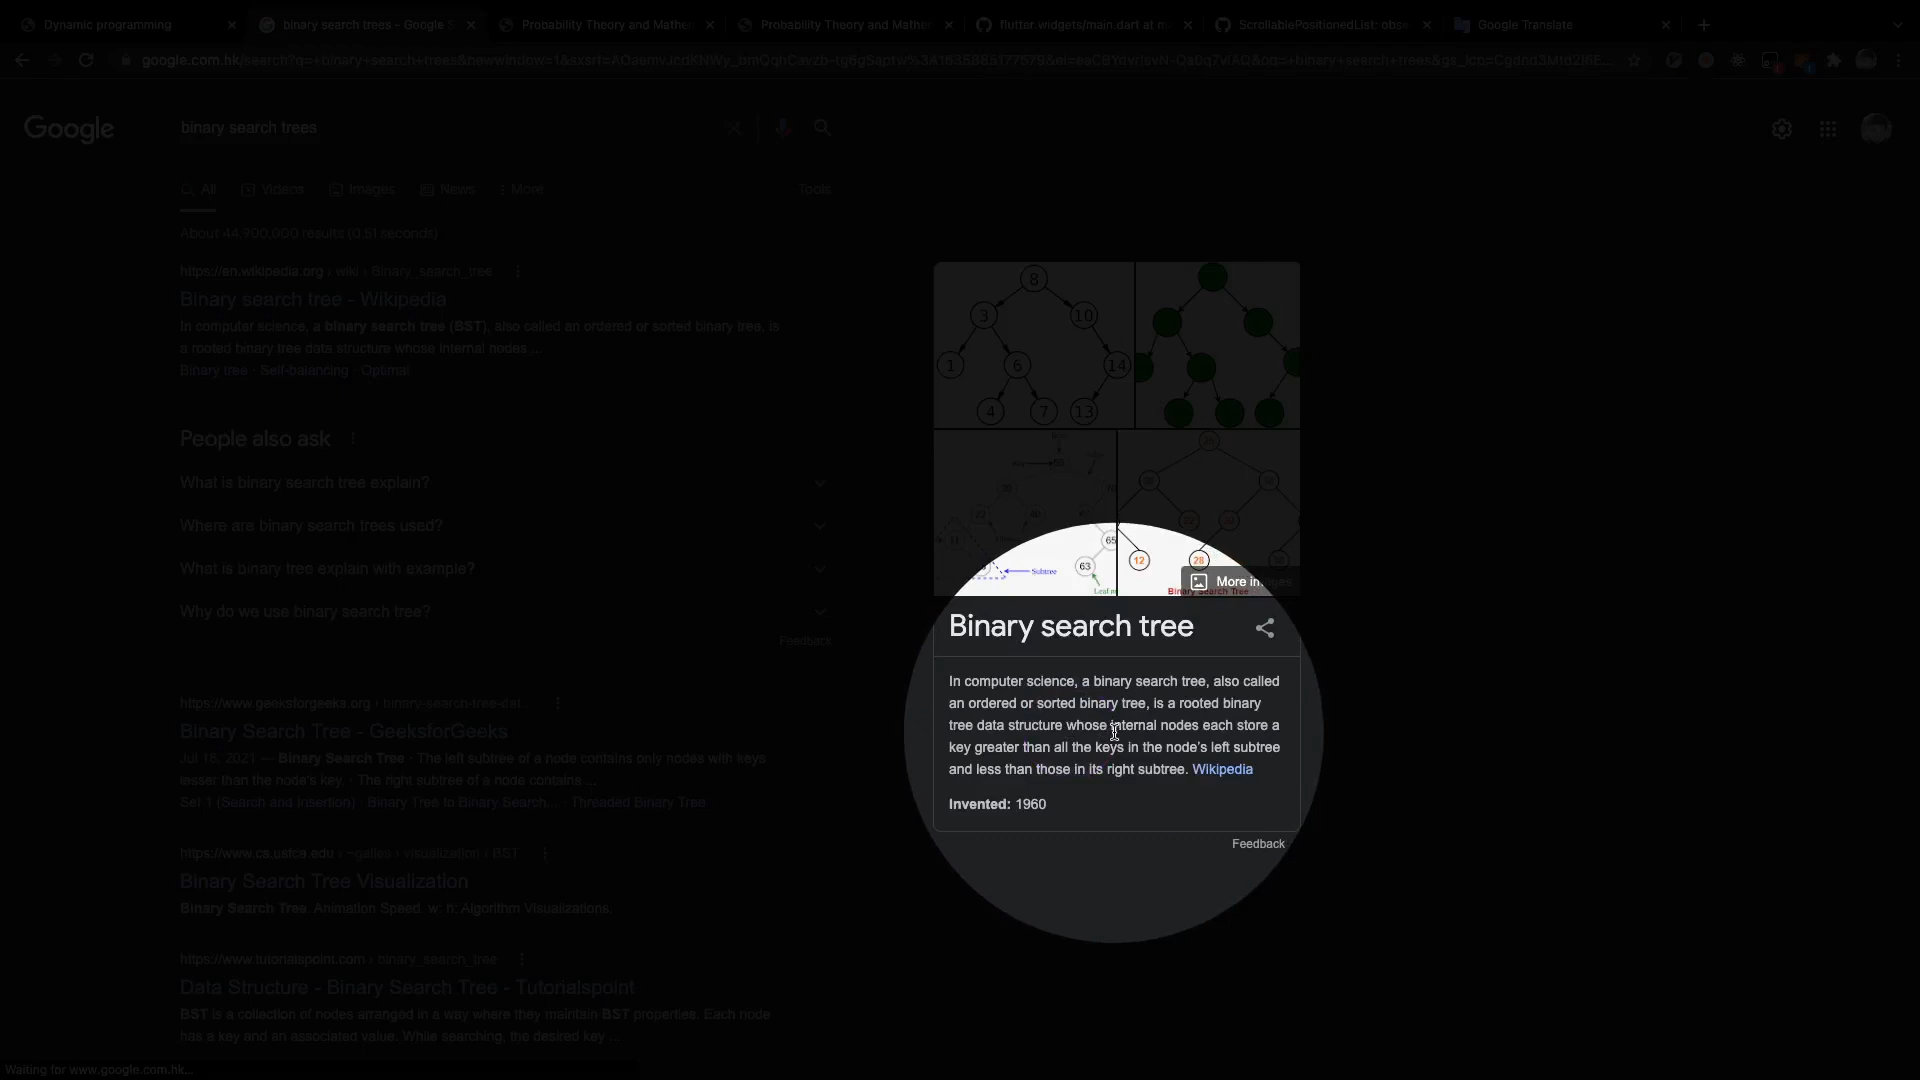 Dynamic programming
binary search trees - Google S
Probability Theory and Mather
Probability Theory and Mather
flutter.widgets/main.dart at m
ScrollablePositionedList: obse
Google Translate
Google
binary search trees
All
Videos
Images
News
More
Tools
About 44,900,000 results (0.51 seconds)
https://en.wikipedia.org › wiki › Binary_search_tree
Binary search tree - Wikipedia
In computer science, a binary search tree (BST), also called an ordered or sorted binary tree, is
a rooted binary tree data structure whose internal nodes ...
Binary tree · Self-balancing · Optimal
People also ask
What is binary search tree explain?
Where are binary search trees used?
What is binary tree explain with example?
Why do we use binary search tree?
Feedback
https://www.geeksforgeeks.org › binary-search-tree-dat...
Binary Search Tree - GeeksforGeeks
Jul 16, 2021 — Binary Search Tree · The left subtree of a node contains only nodes with keys
lesser than the node's key. · The right subtree of a node contains ...
Set 1 (Search and Insertion) · Binary Tree to Binary Search... · Threaded Binary Tree
https://www.cs.usfca.edu › ~galles › visualization › BST
Binary Search Tree Visualization
Binary Search Tree. Animation Speed. w: h: Algorithm Visualizations.
https://www.tutorialspoint.com › binary_search_tree
Data Structure - Binary Search Tree - Tutorialspoint
BST is a collection of nodes arranged in a way where they maintain BST properties. Each node
has a key and an associated value. While searching, the desired key ...
Waiting for www.google.com.hk...
8
3
10
1
6
14
4
7
13
65
63
Subtree
12
28
More images
Binary Search Tree
Binary search tree
In computer science, a binary search tree, also called
an ordered or sorted binary tree, is a rooted binary
tree data structure whose internal nodes each store a
key greater than all the keys in the node's left subtree
and less than those in its right subtree. Wikipedia
Invented: 1960
Feedback